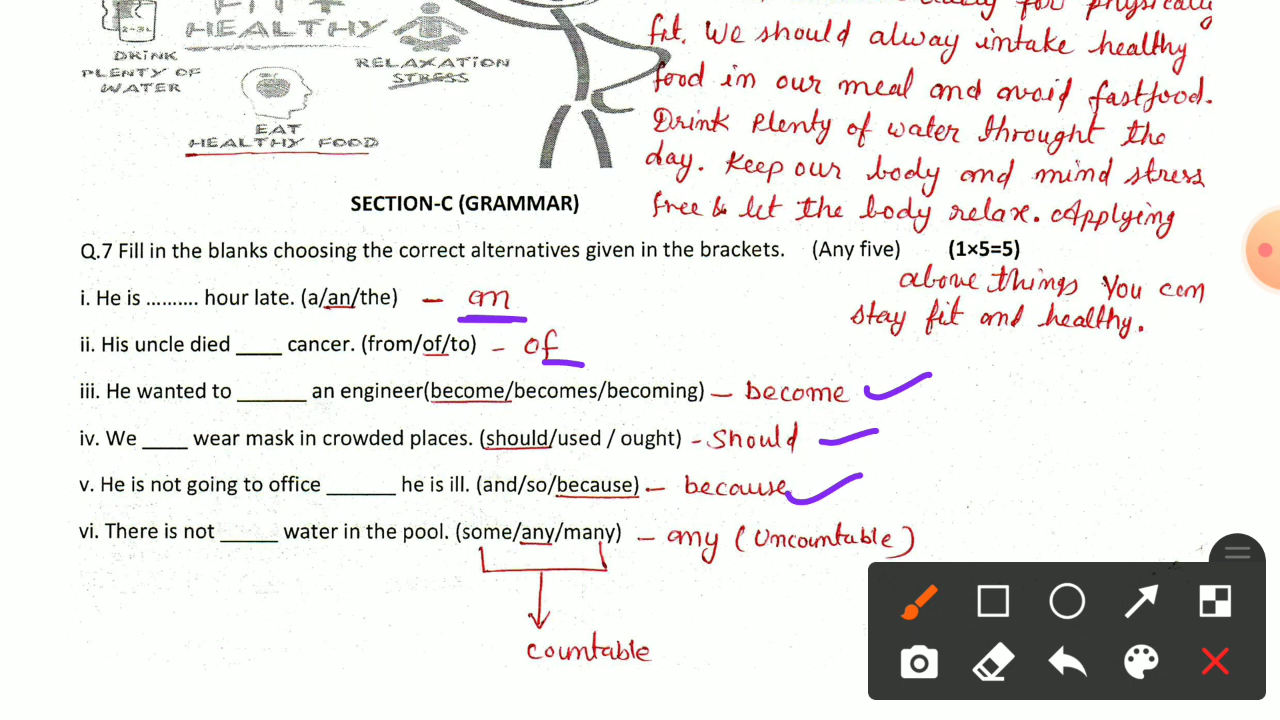 HEALTHY
2-3L
DRINK
PLENTY OF
WATER
RELAXATION
STRESS
EAT
HEALTHY FOOD
for physically
fit. We should alway intake healthy
food in our meal and avoid fastfood.
Drink Plenty of water throught the
day. Keep our body and mind stress
free & let the body relax. Applying
above things You can
stay fit and healthy.
SECTION-C (GRAMMAR)
Q.7 Fill in the blanks choosing the correct alternatives given in the brackets. (Any five) (1×5=5)
i. He is .......... hour late. (a/an/the) – an
ii. His uncle died ____ cancer. (from/of/to) - of
iii. He wanted to ______ an engineer(become/becomes/becoming) – become
iv. We ____ wear mask in crowded places. (should/used / ought) - Should
v. He is not going to office ______ he is ill. (and/so/because) – because
vi. There is not _____ water in the pool. (some/any/many) – any (Uncountable)
countable